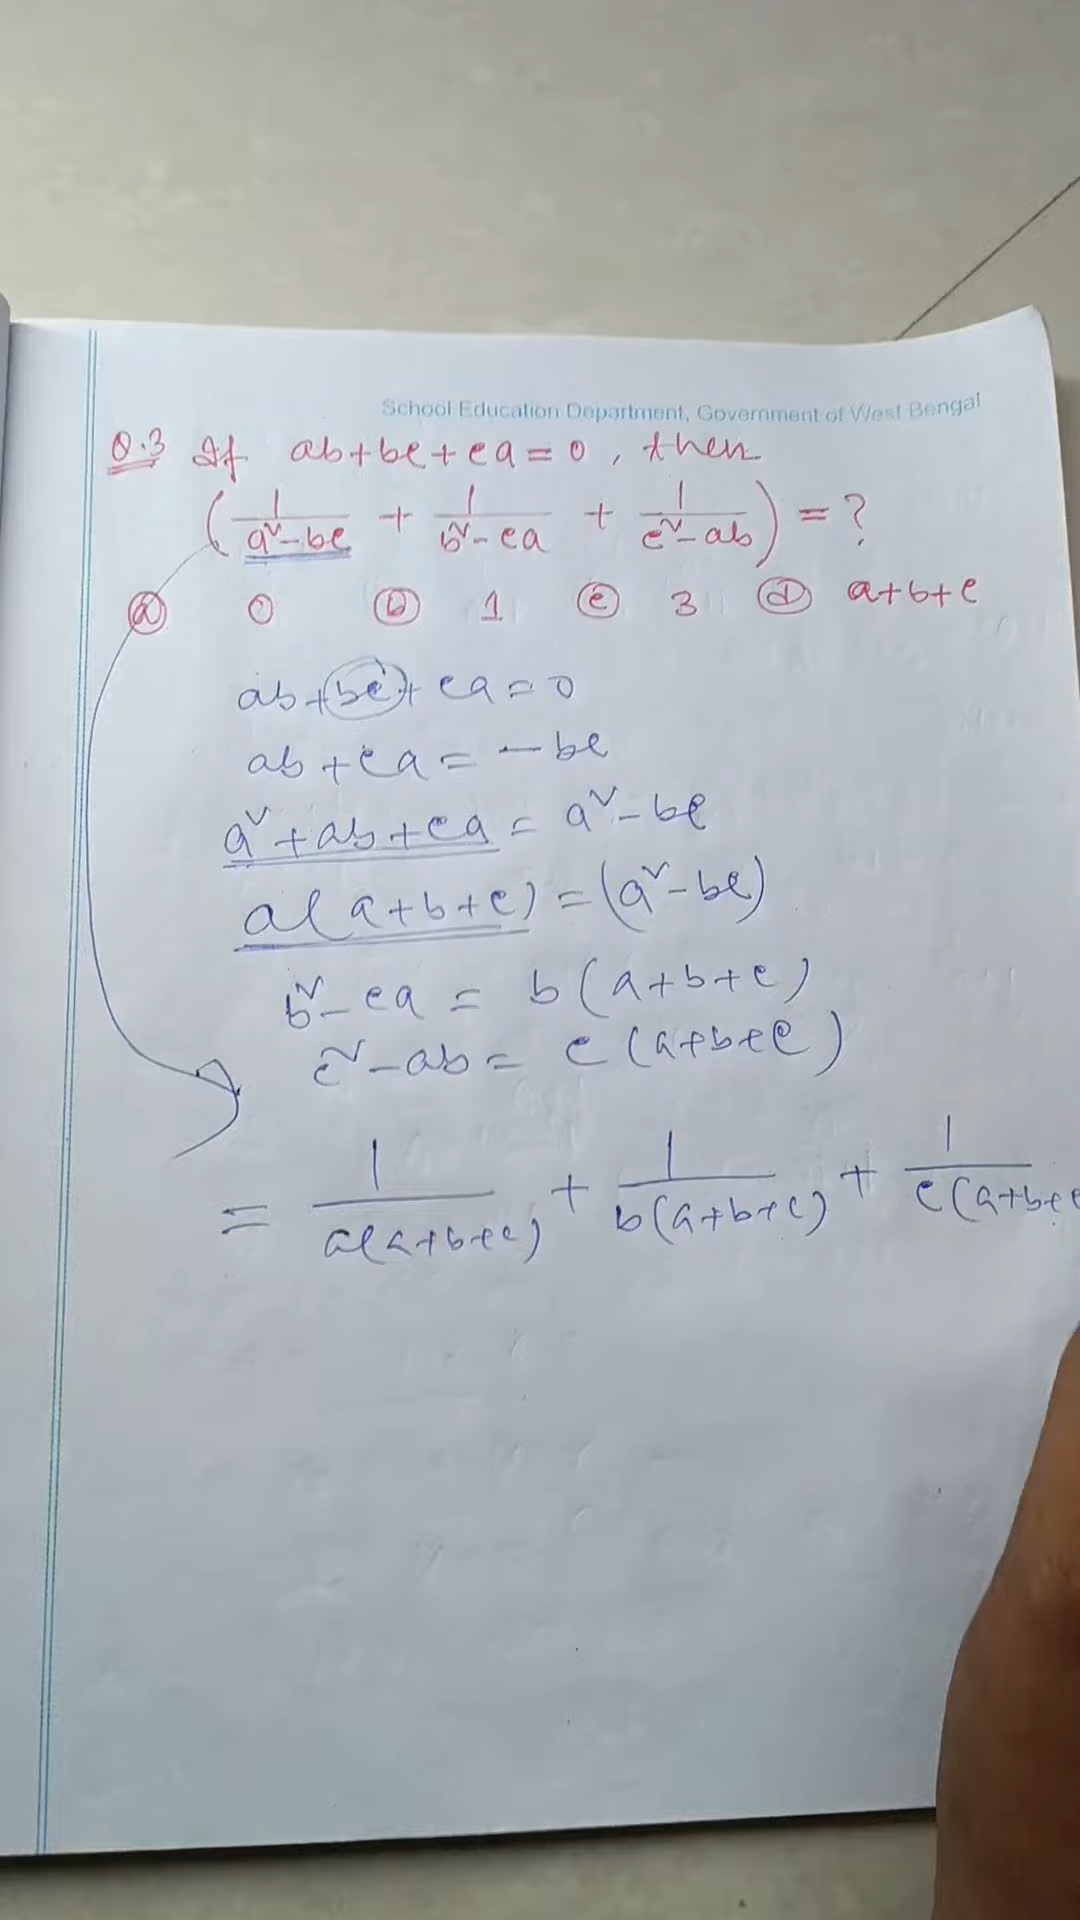 School Education Department, Government of West Bengal
Q.3 If ab+bc+ca=0, then
(1/(a²-bc) + 1/(b²-ca) + 1/(c²-ab)) = ?
ⓐ 0 ⓑ 1 ⓒ 3 ⓓ a+b+c
ab+bc+ca=0
ab+ca=-bc
a²+ab+ca=a²-bc
a(a+b+c)=(a²-bc)
b²-ca=b(a+b+c)
c²-ab=c(a+b+c)
= 1/(a(a+b+c)) + 1/(b(a+b+c)) + 1/(c(a+b+c